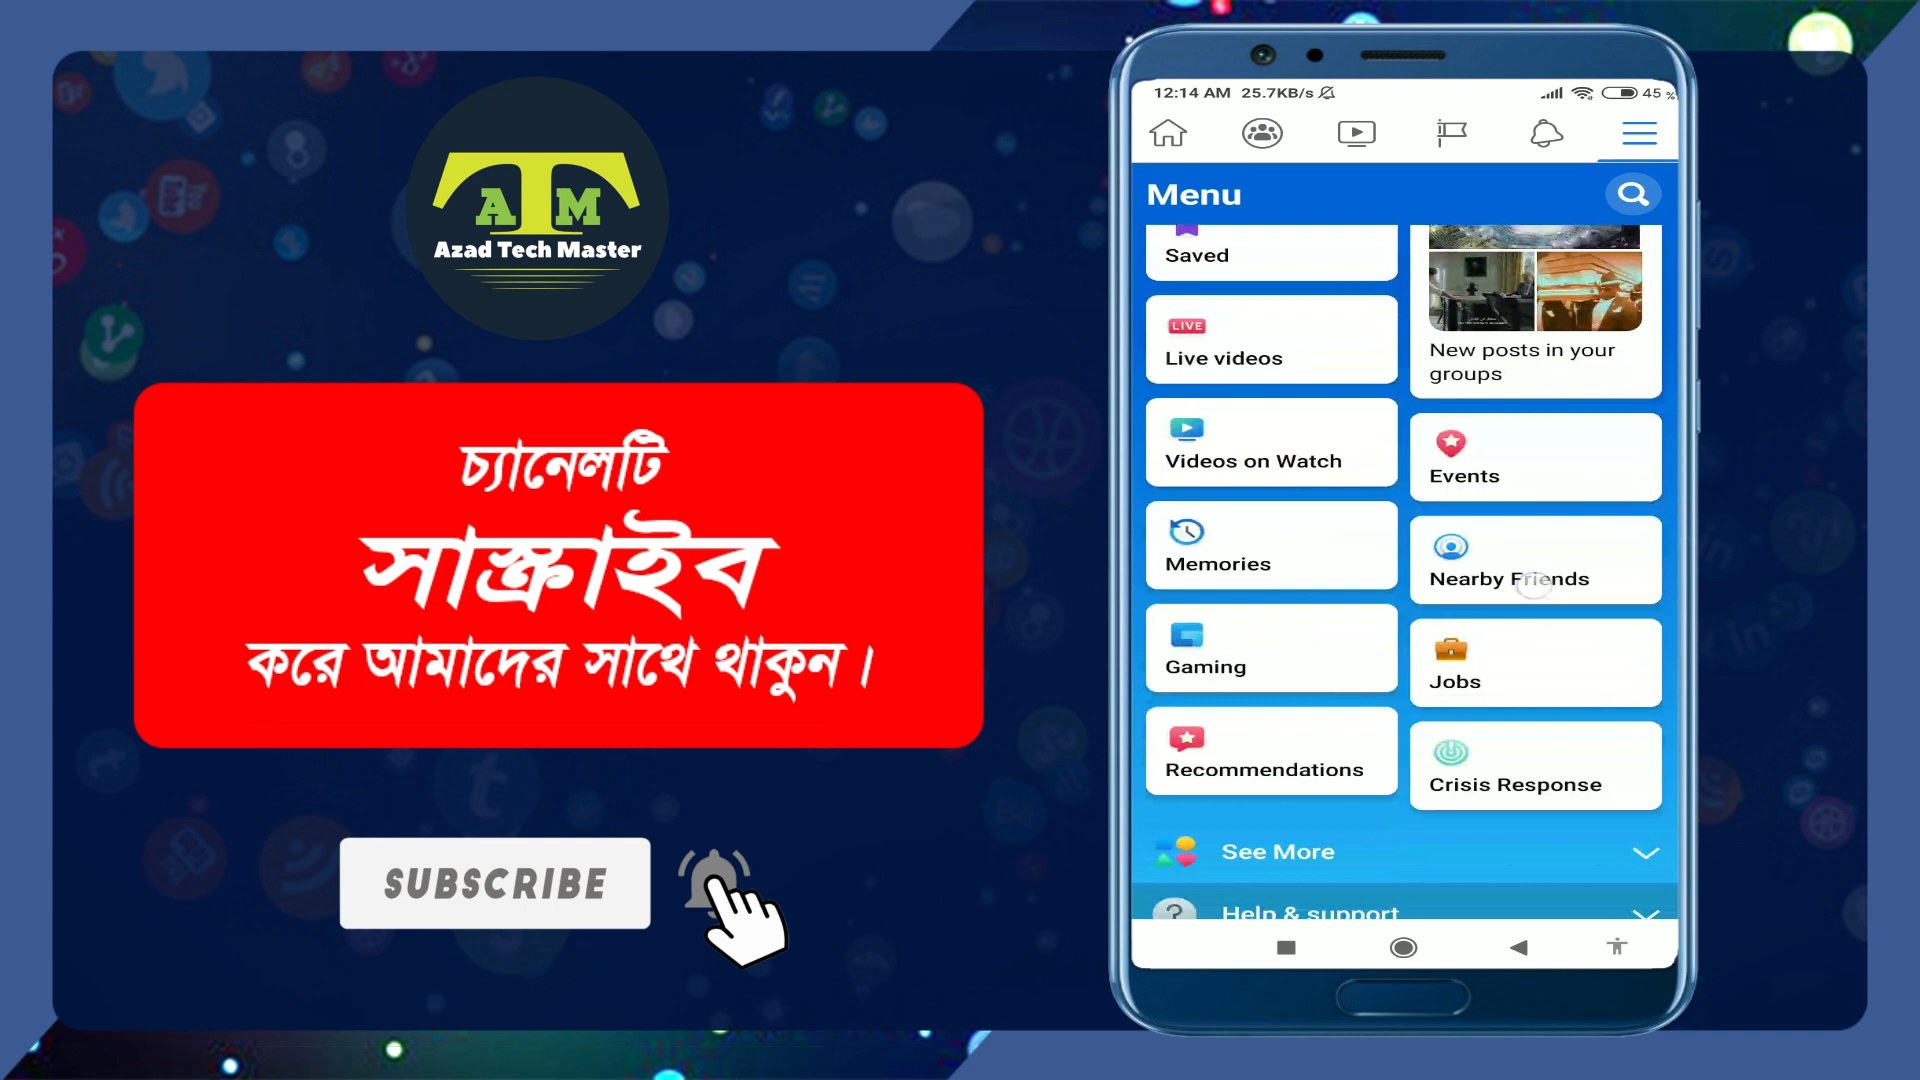 A M
Azad Tech Master
চ্যানেলটি
সাস্ক্রাইব
করে আমাদের সাথে থাকুন।
SUBSCRIBE
12:14 AM 25.7KB/s
45 %
Menu
Saved
LIVE
Live videos
Videos on Watch
Memories
Gaming
Recommendations
New posts in your
groups
Events
Nearby Friends
Jobs
Crisis Response
See More
Help & support